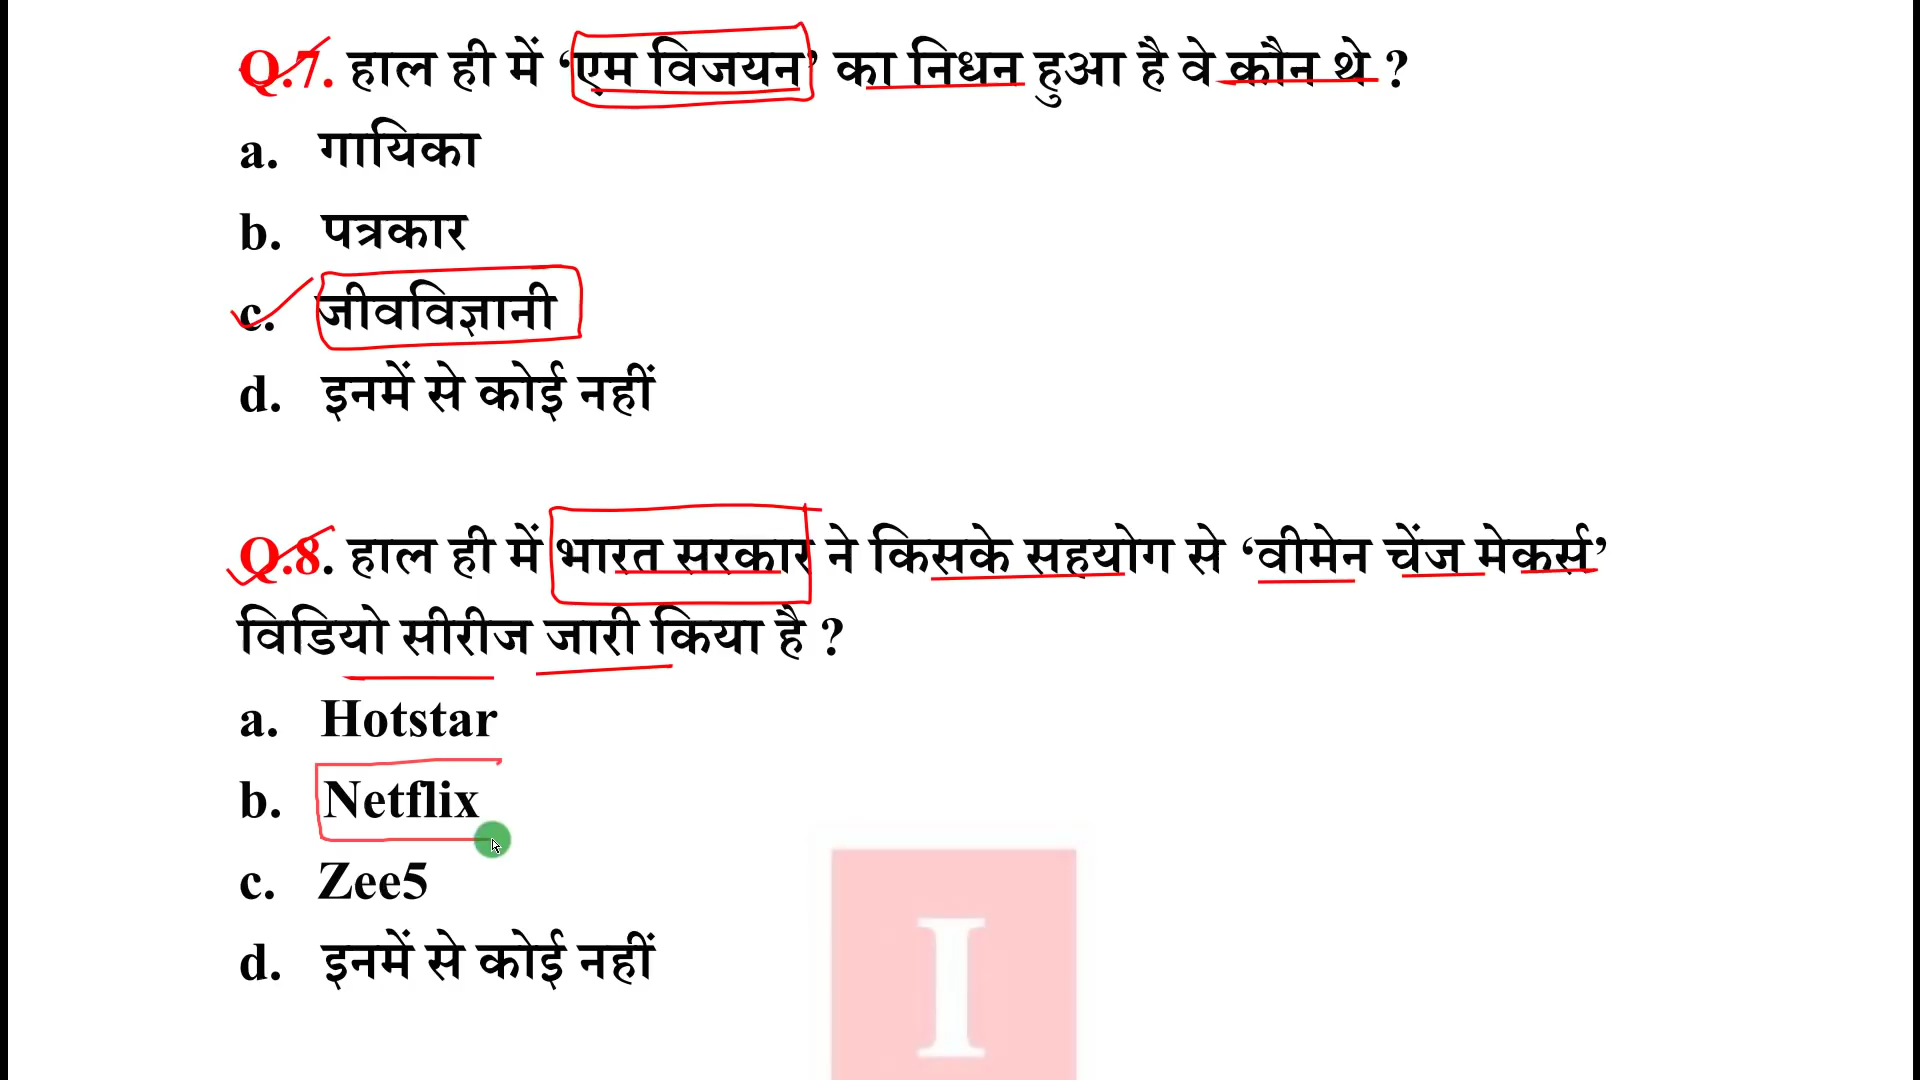 Q.7. हाल ही में ‘एम विजयन’ का निधन हुआ है वे कौन थे ?
a. गायिका
b. पत्रकार
c. जीवविज्ञानी
d. इनमें से कोई नहीं
Q.8. हाल ही में भारत सरकार ने किसके सहयोग से ‘वीमेन चेंज मेकर्स’
विडियो सीरीज जारी किया है ?
a. Hotstar
b. Netflix
c. Zee5
d. इनमें से कोई नहीं
I